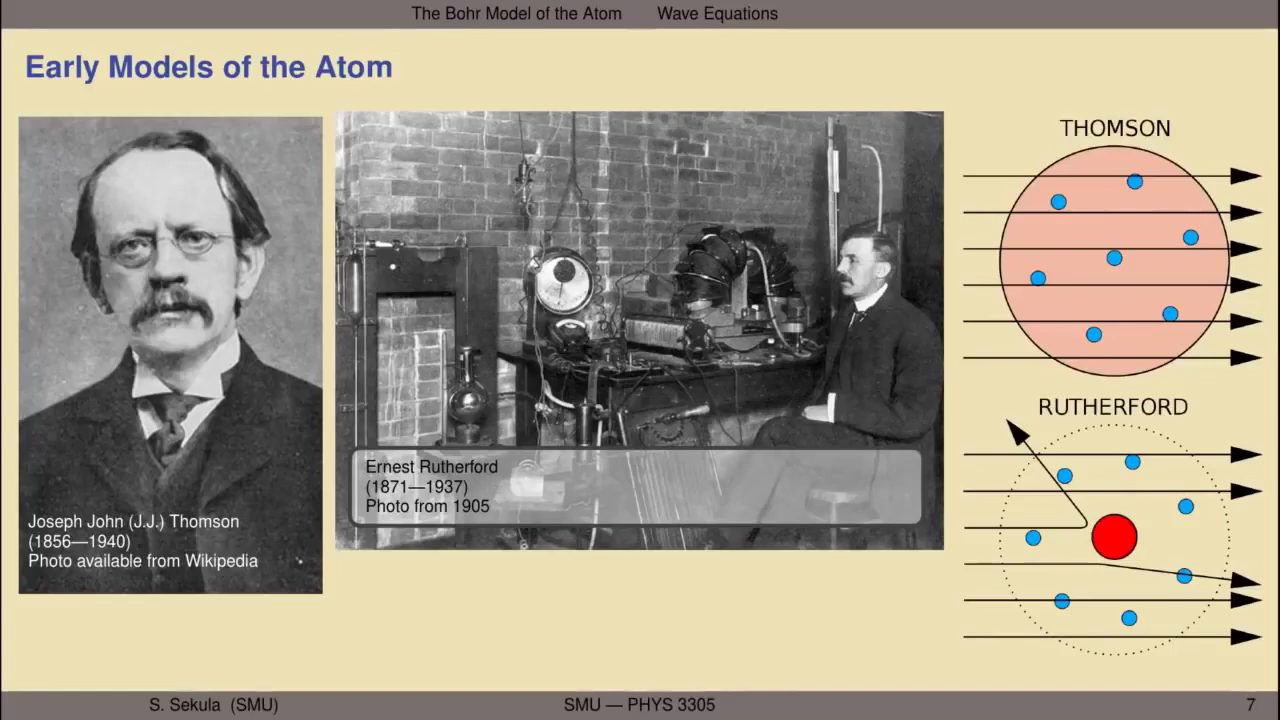 The Bohr Model of the Atom Wave Equations
Early Models of the Atom
Joseph John (J.J.) Thomson
(1856—1940)
Photo available from Wikipedia
Ernest Rutherford
(1871—1937)
Photo from 1905
THOMSON
RUTHERFORD
S. Sekula (SMU) SMU — PHYS 3305 7